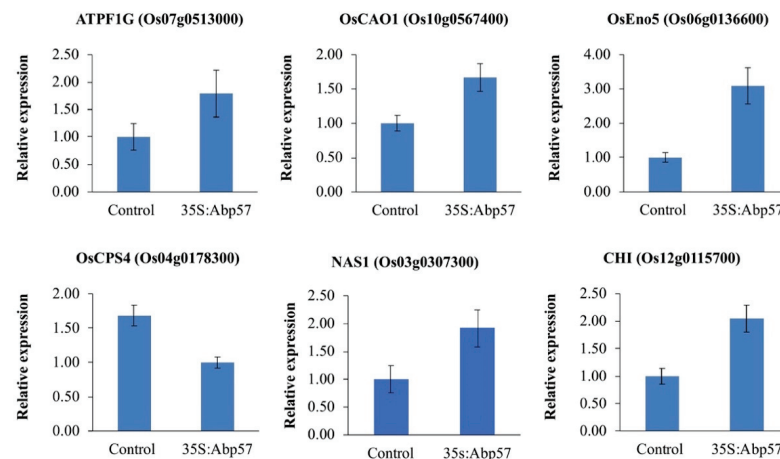 ATPF1G (Os07g0513000)
Relative expression
2.50
2.00
1.50
1.00
0.50
0.00
Control 35S:Abp57
OsCAO1 (Os10g0567400)
Relative expression
2.00
1.50
1.00
0.50
0.00
Control 35S:Abp57
OsEno5 (Os06g0136600)
Relative expression
4.00
3.00
2.00
1.00
0.00
Control 35S:Abp57
OsCPS4 (Os04g0178300)
Relative expression
2.00
1.50
1.00
0.50
0.00
Control 35S:Abp57
NAS1 (Os03g0307300)
Relative expression
2.50
2.00
1.50
1.00
0.50
0.00
Control 35s:Abp57
CHI (Os12g0115700)
Relative expression
2.50
2.00
1.50
1.00
0.50
0.00
Control 35S:Abp57